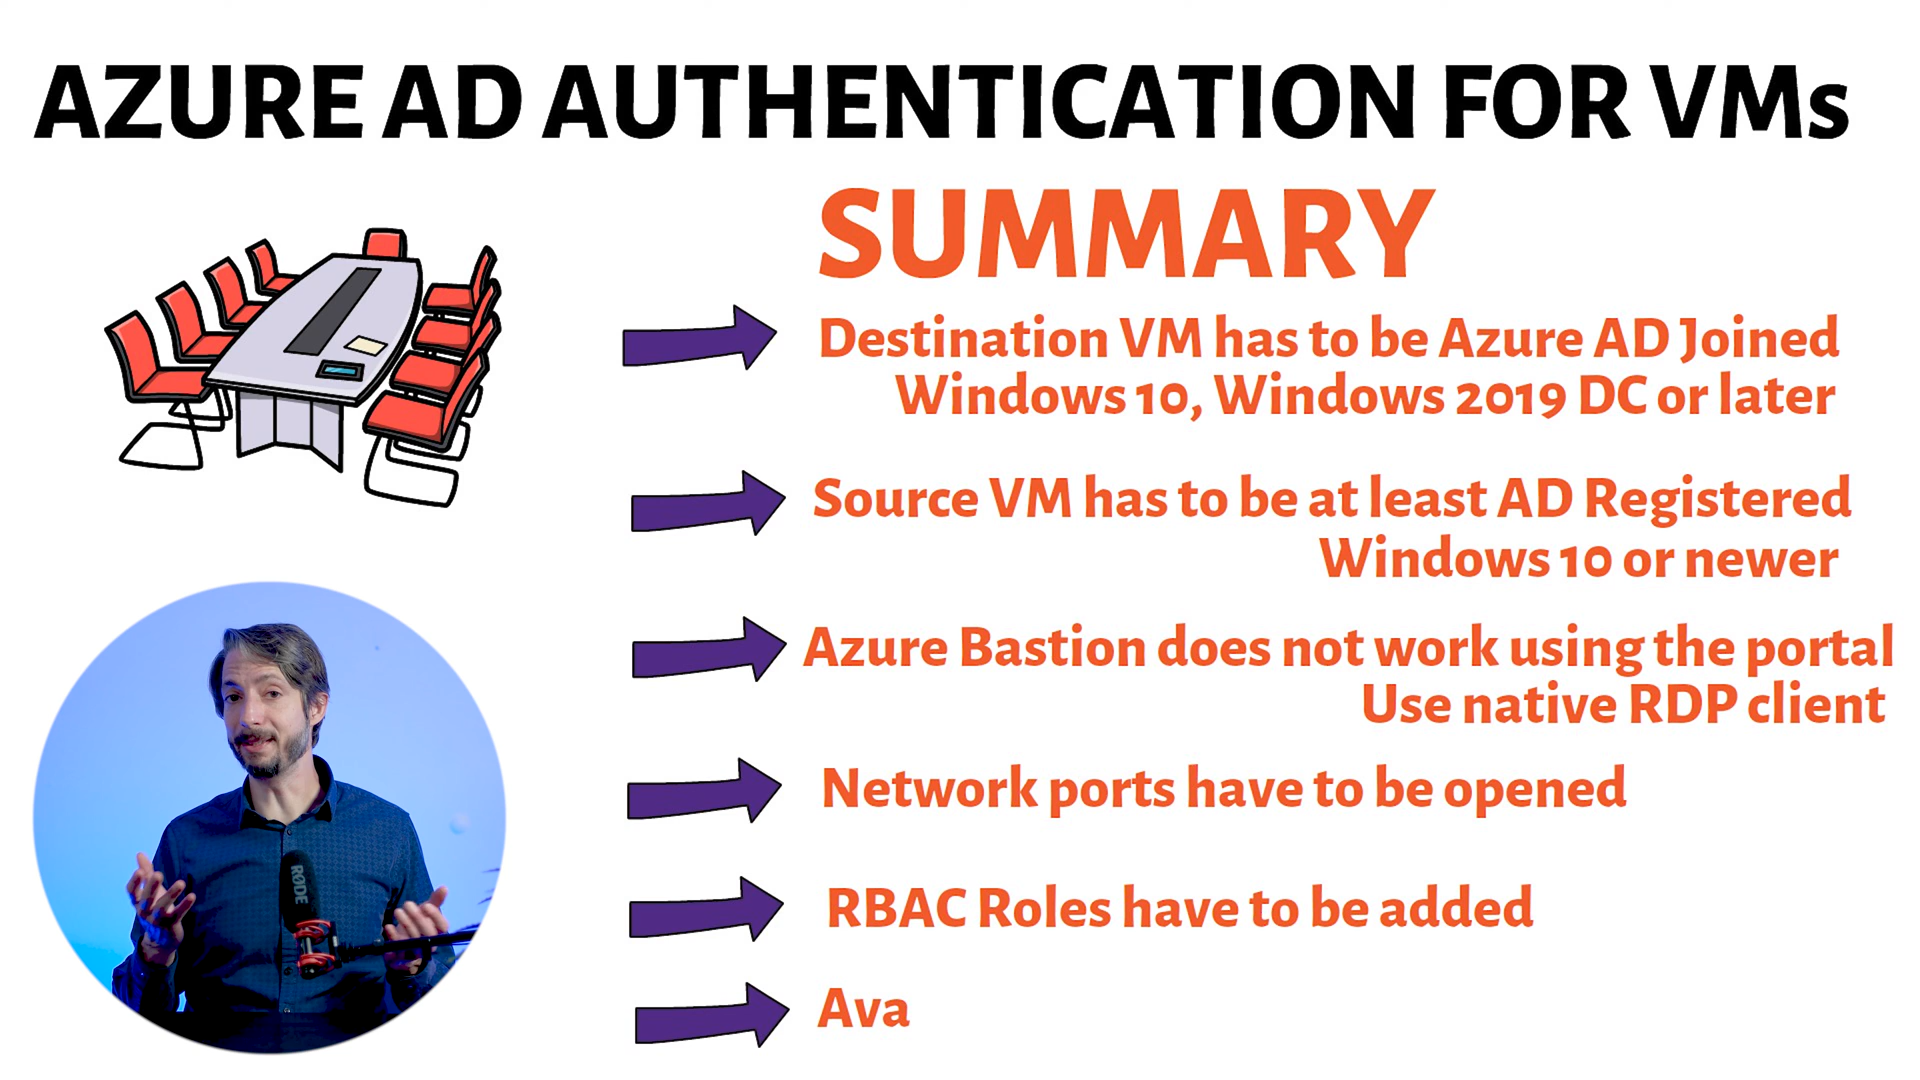 AZURE AD AUTHENTICATION FOR VMs
SUMMARY
Destination VM has to be Azure AD Joined
Windows 10, Windows 2019 DC or later
Source VM has to be at least AD Registered
Windows 10 or newer
Azure Bastion does not work using the portal
Use native RDP client
Network ports have to be opened
RBAC Roles have to be added
Ava
RØDE